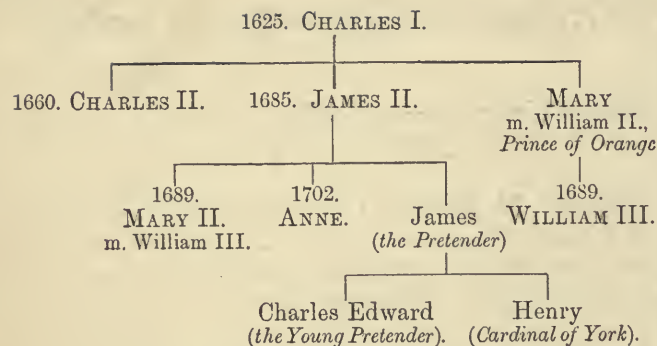 1625. CHARLES I.
1660. CHARLES II.
1685. JAMES II.
MARY
m. William II.,
Prince of Orange
1689.
MARY II.
m. William III.
1702.
ANNE.
James
(the Pretender)
1689.
WILLIAM III.
Charles Edward
(the Young Pretender).
Henry
(Cardinal of York).